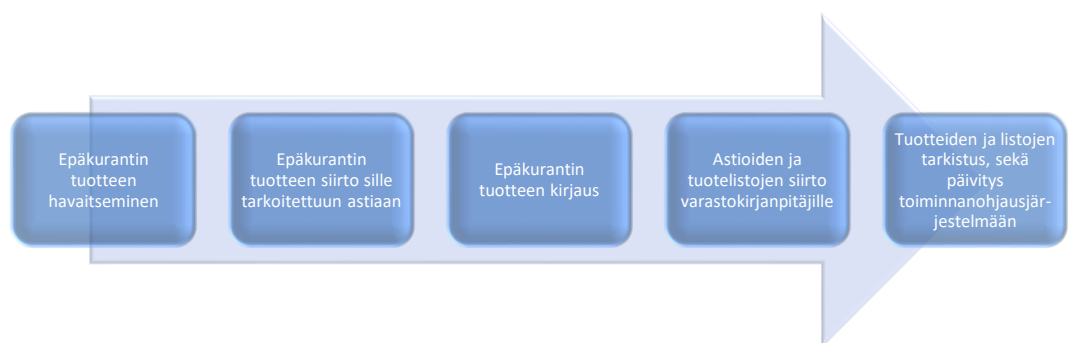 Epäkurantin
tuotteen
havaitseminen
Epäkurantin
tuotteen siirto sille
tarkoitettuun astiaan
Epäkurantin
tuotteen kirjaus
Astioiden ja
tuotelistojen siirto
varastokirjanpitäjille
Tuotteiden ja listojen
tarkistus, sekä
päivitys
toiminnanohjausjär-
jestelmään